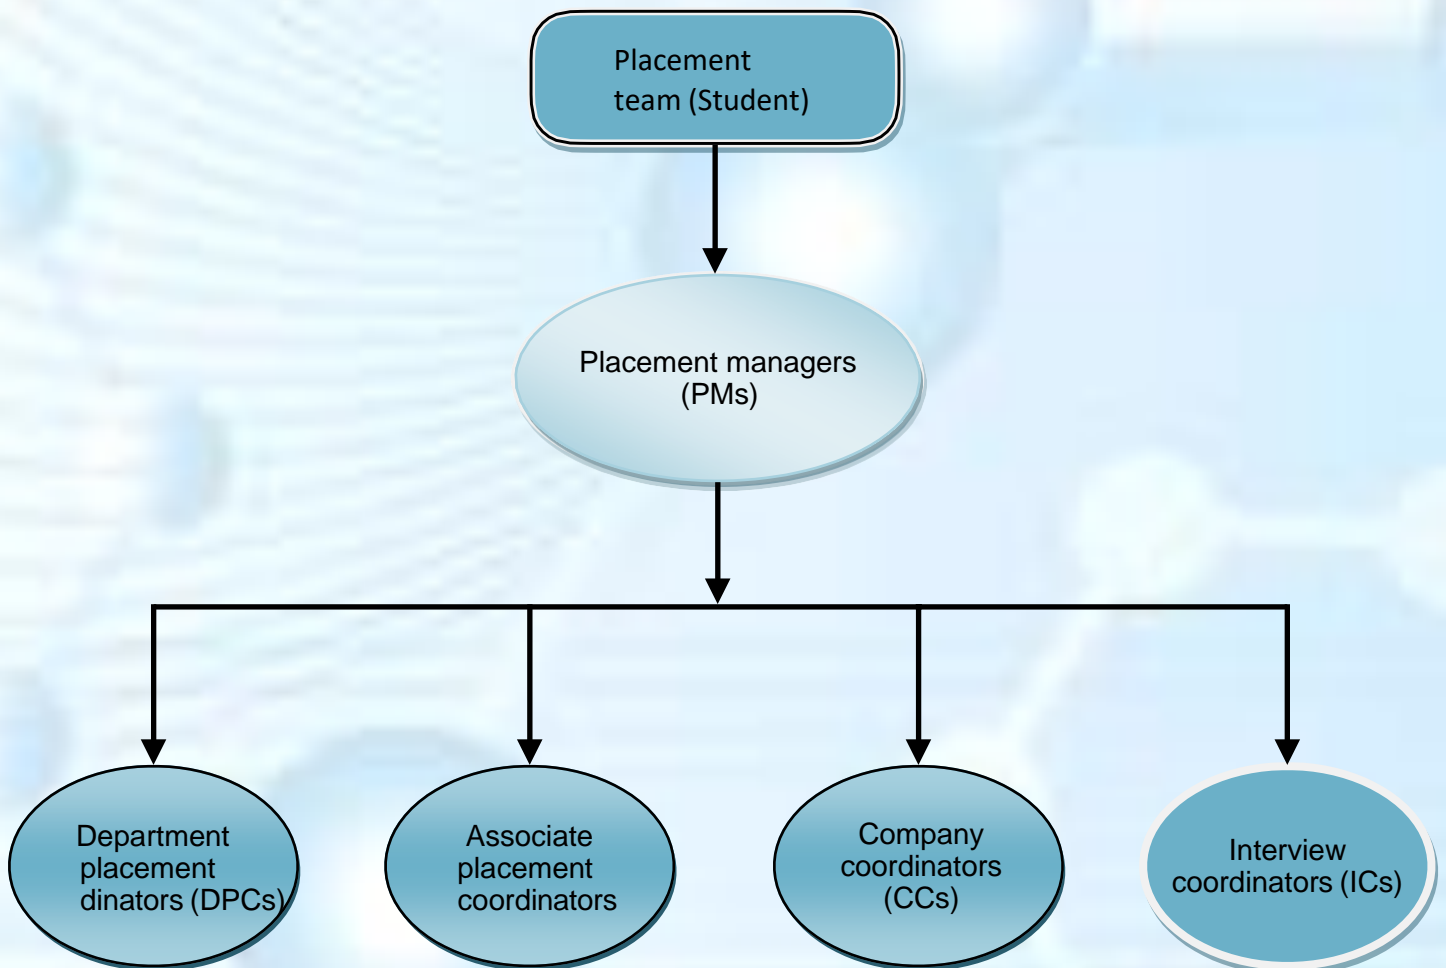 Placement
team (Student)
Placement managers
(PMs)
Department
placement
dinators (DPCs)
Associate
placement
coordinators
Company
coordinators
(CCs)
Interview
coordinators (ICs)